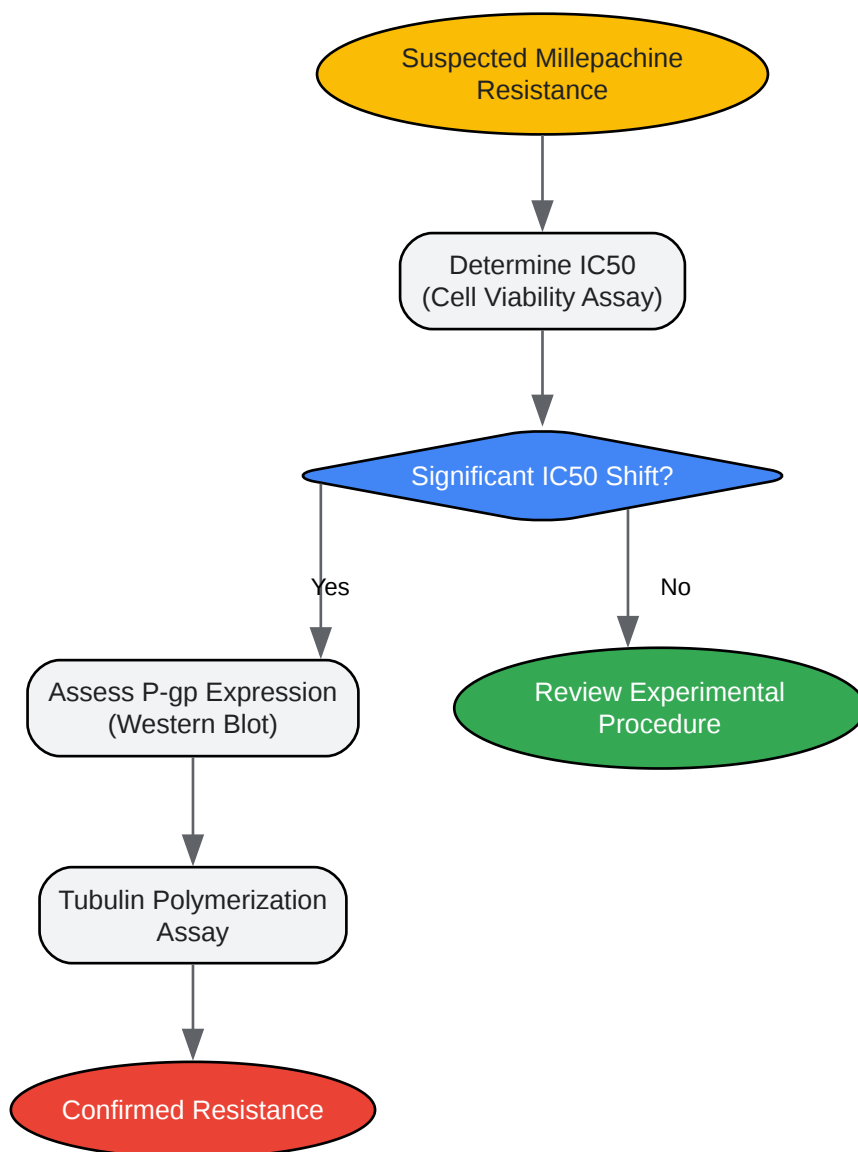 Suspected Millepachine
Resistance
Determine IC50
(Cell Viability Assay)
Significant IC50 Shift?
Yes
No
Assess P-gp Expression
(Western Blot)
Review Experimental
Procedure
Tubulin Polymerization
Assay
Confirmed Resistance